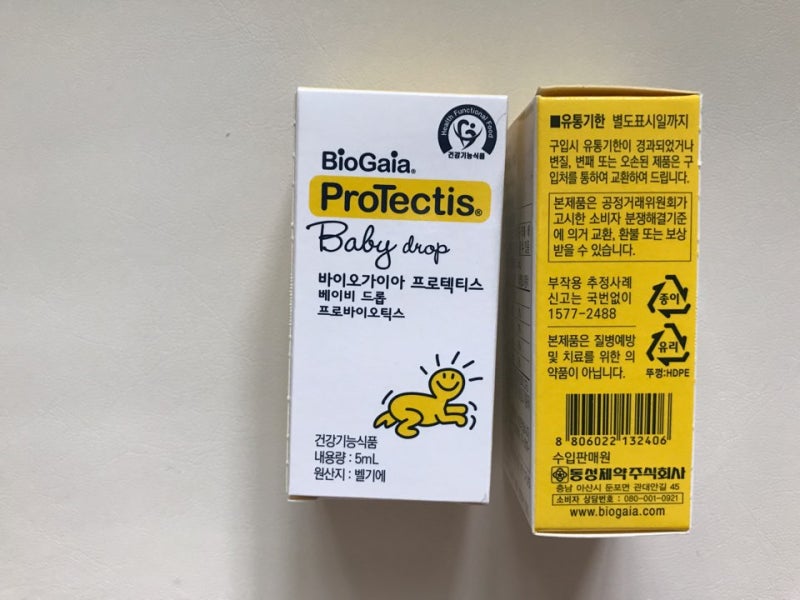 Health Functional Food
건강기능식품
BioGaia®
ProTectis®
Baby drop
바이오가이아 프로텍티스
베이비 드롭
프로바이오틱스
건강기능식품
내용량 : 5mL
원산지 : 벨기에
■유통기한 별도표시일까지
구입시 유통기한이 경과되었거나
변질, 변패 또는 오손된 제품은 구
입처를 통하여 교환하여 드립니다.
본제품은 공정거래위원회가
고시한 소비자 분쟁해결기준
에 의거 교환, 환불 또는 보상
받을 수 있습니다.
부작용 추정사례
신고는 국번없이
1577-2488
종이
본제품은 질병예방
및 치료를 위한 의
약품이 아닙니다.
유리
뚜껑:HDPE
8 806022 132406
수입판매원
동성제약주식회사
충남 아산시 둔포면 관대안길 45
소비자 상담번호 : 080-001-0921
www.biogaia.com